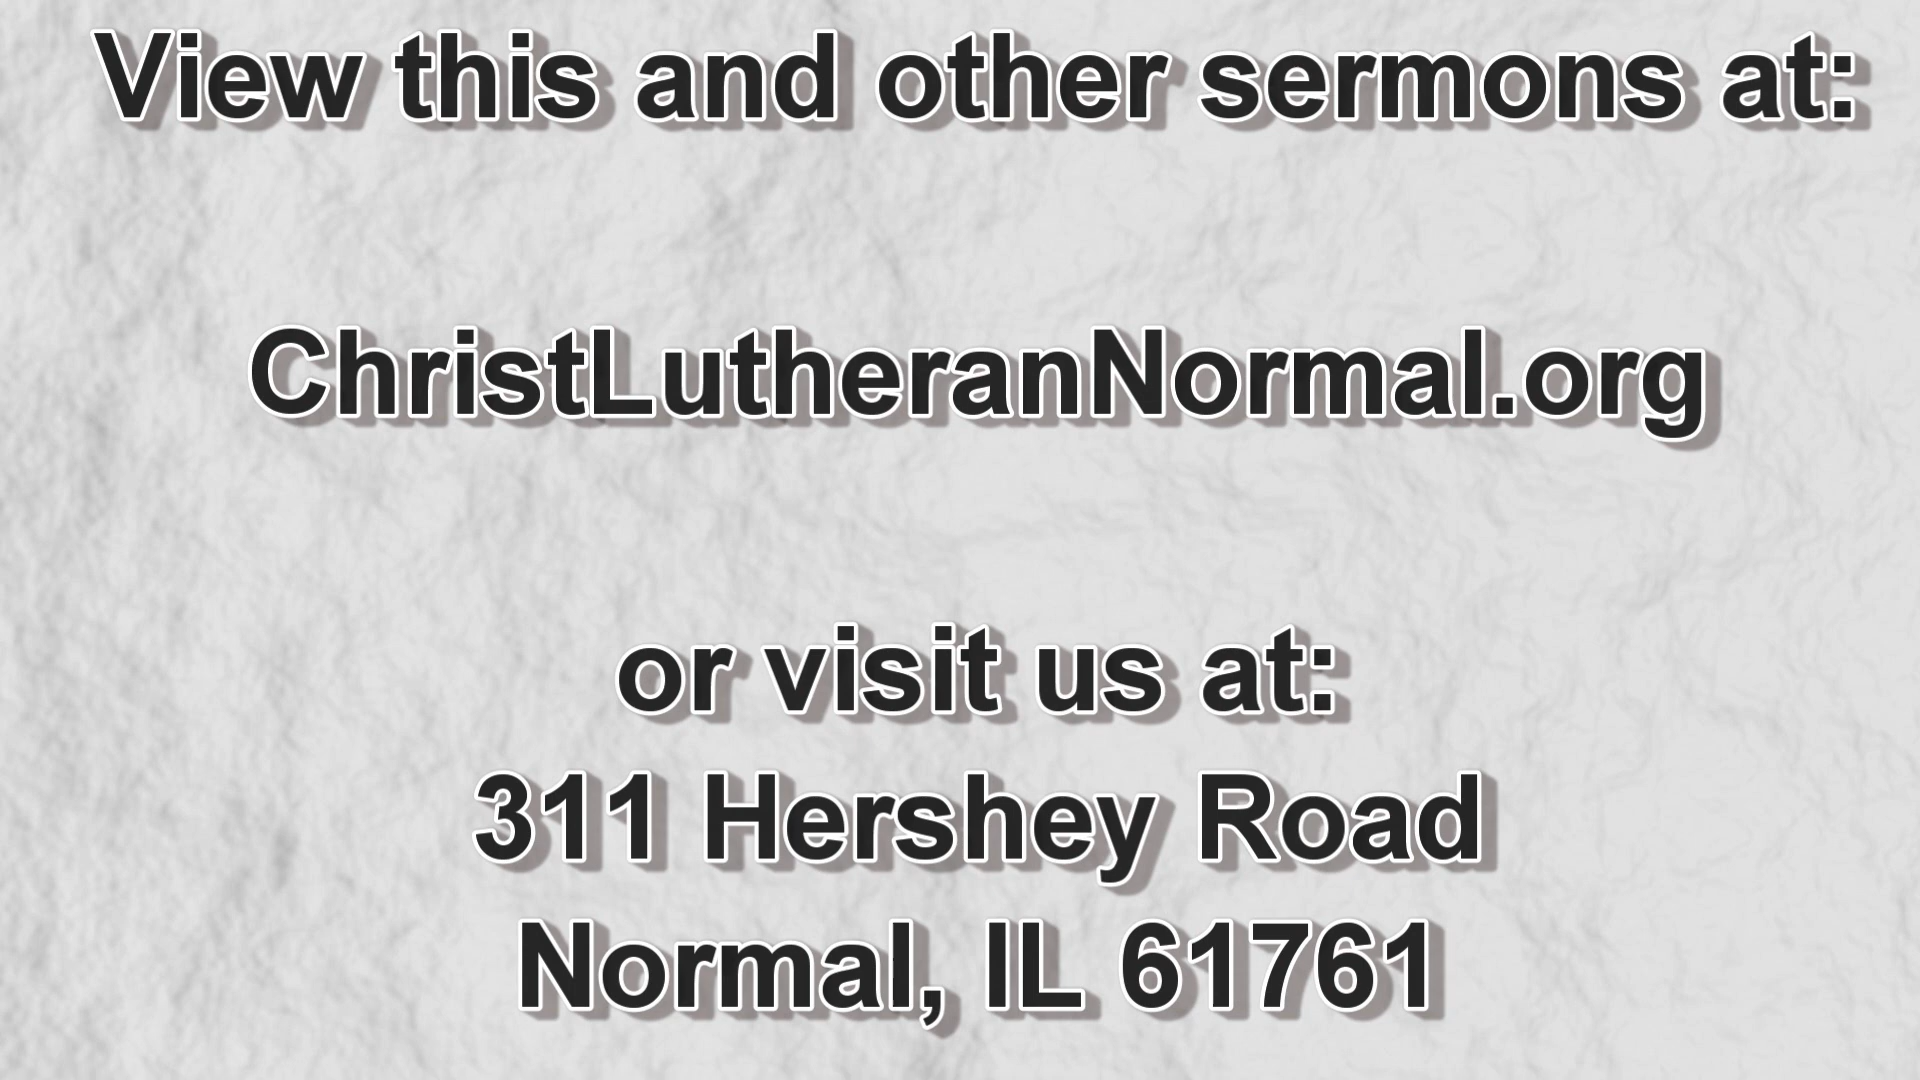 View this and other sermons at:
ChristLutheranNormal.org
or visit us at:
311 Hershey Road
Normal, IL 61761